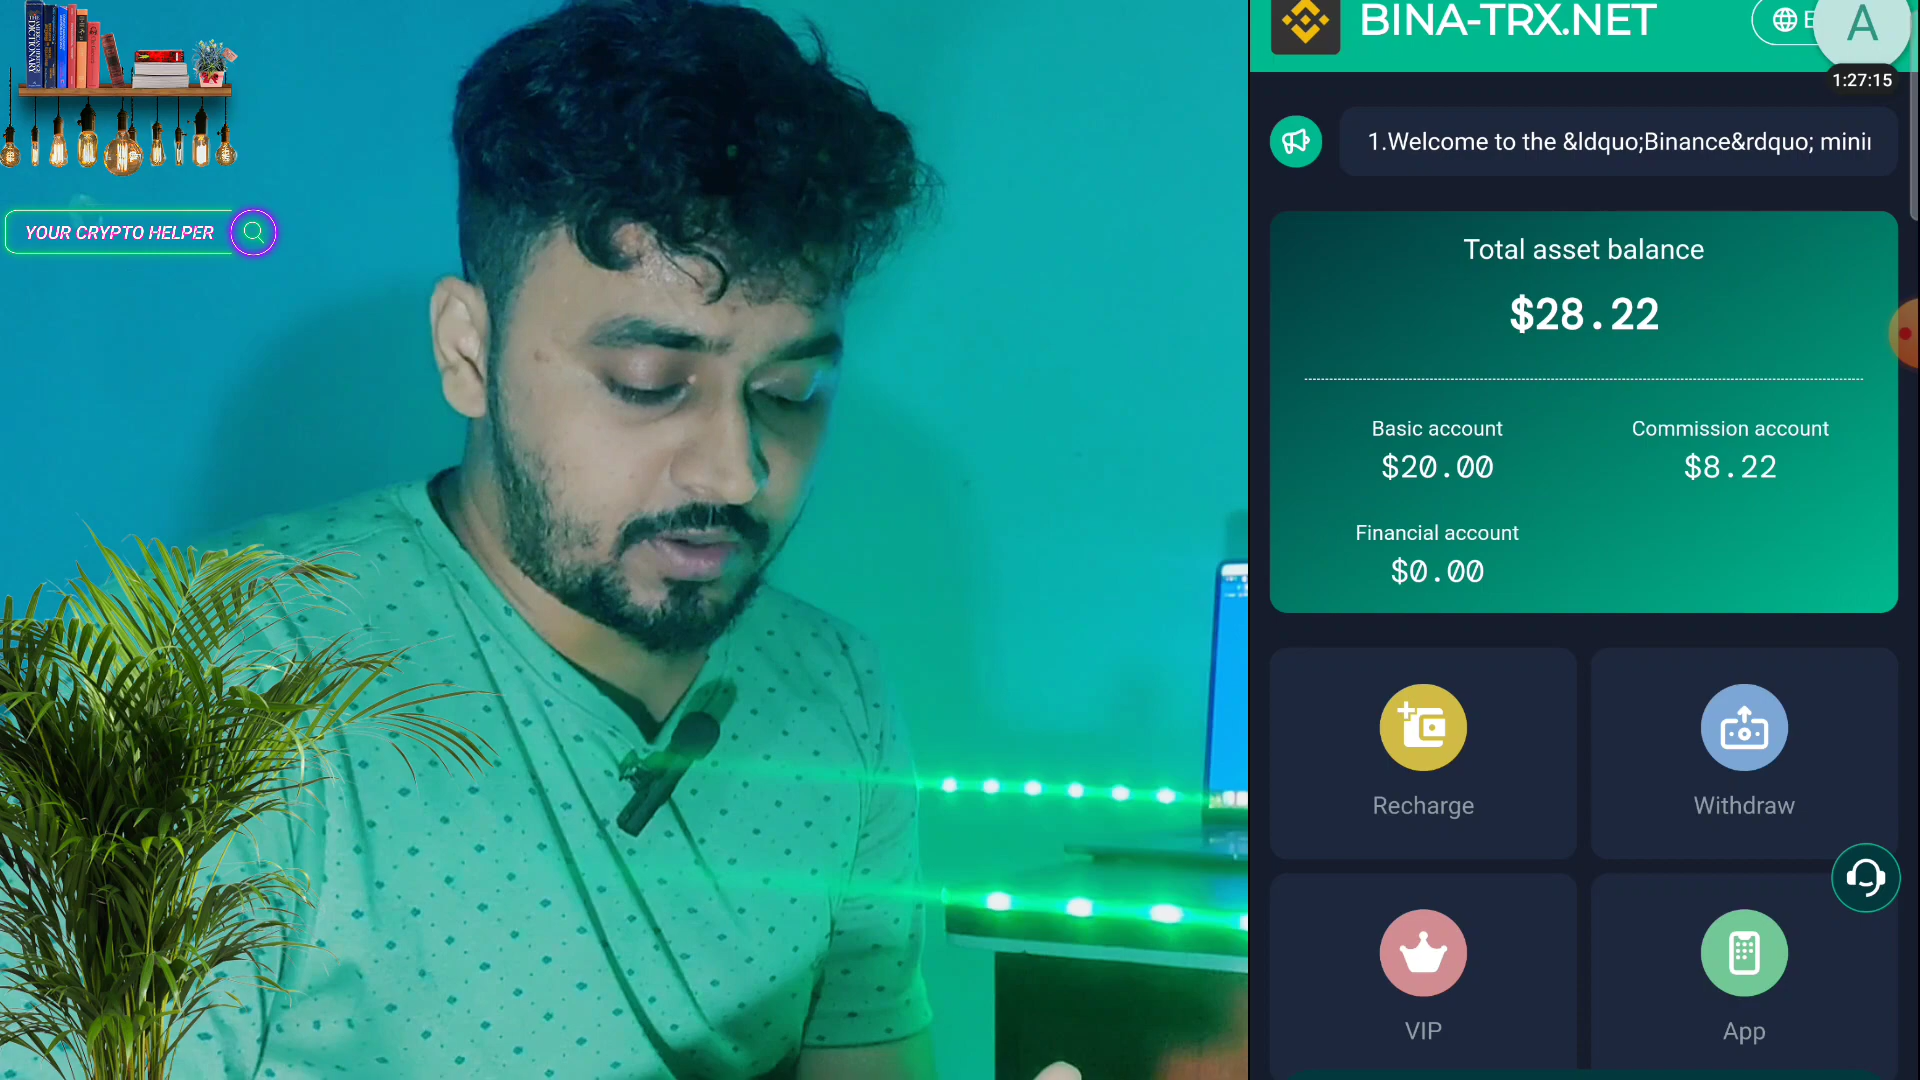 YOUR CRYPTO HELPER
BINA-TRX.NET
A
1:27:15
1.Welcome to the &ldquo;Binance&rdquo; minii
Total asset balance
$28.22
Basic account
Commission account
$20.00
$8.22
Financial account
$0.00
Recharge
Withdraw
VIP
App